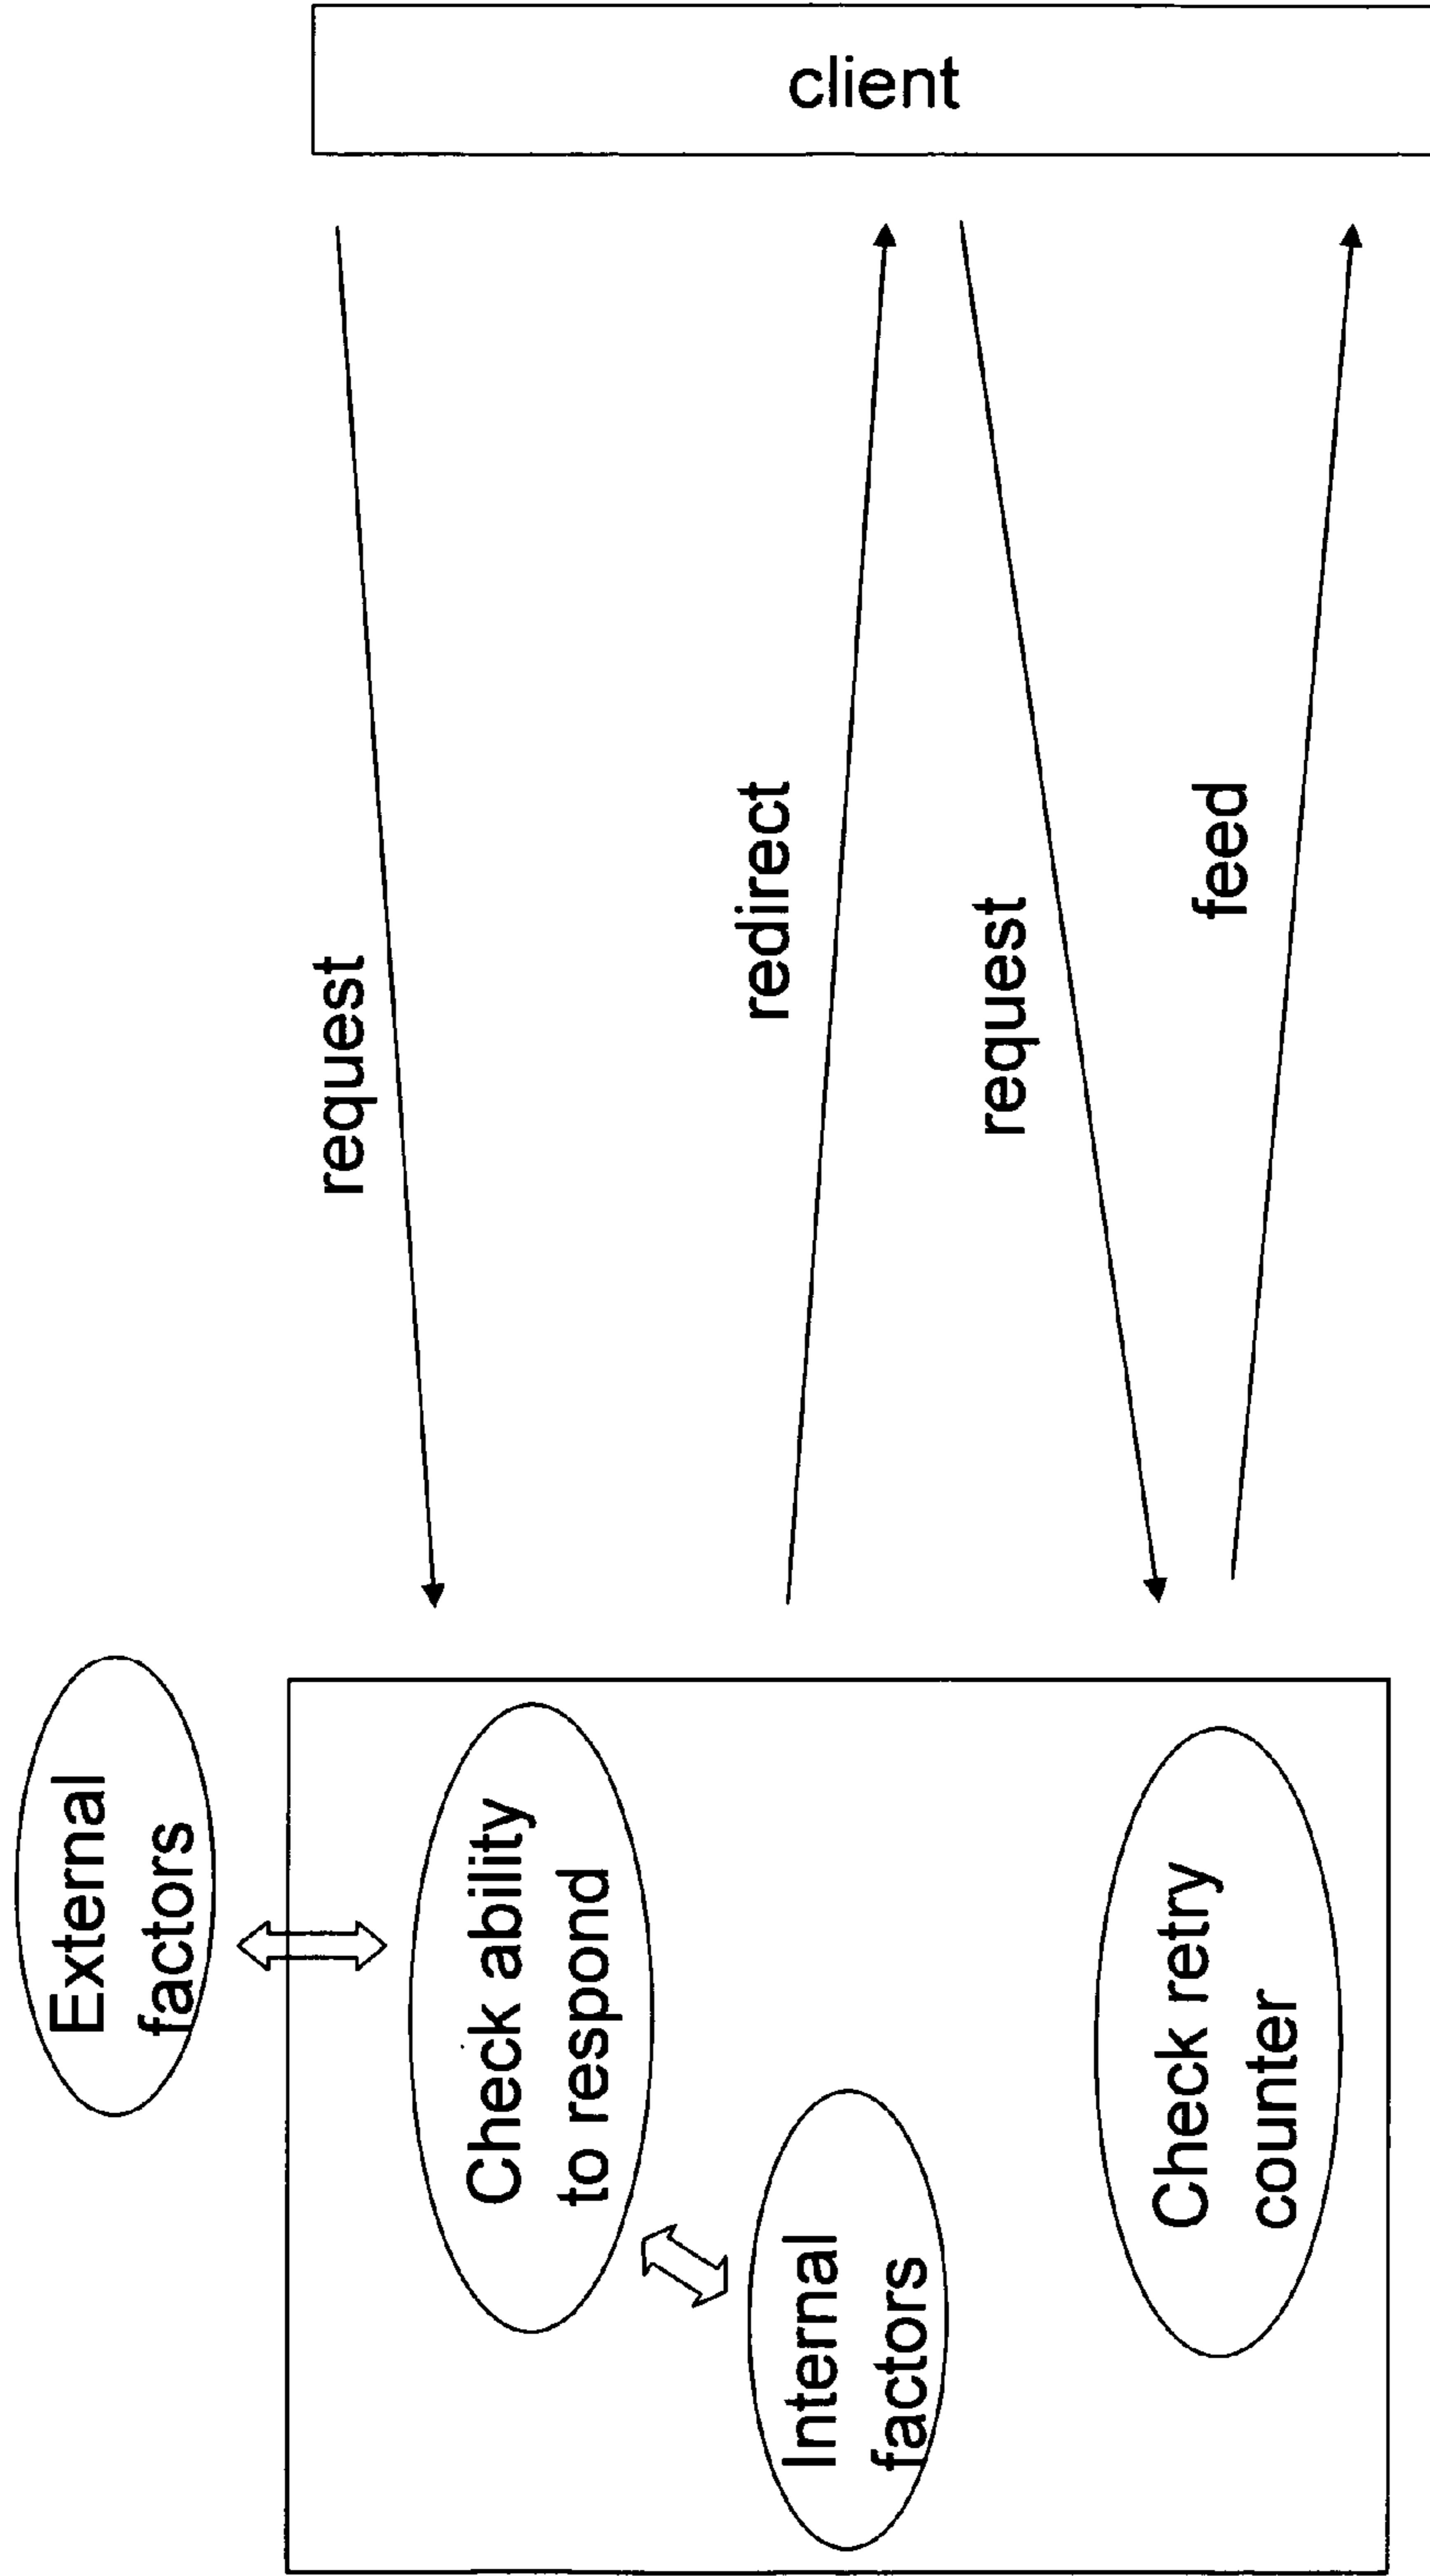 client
request
redirect
request
feed
External
factors
Check ability
to respond
Internal
factors
Check retry
counter